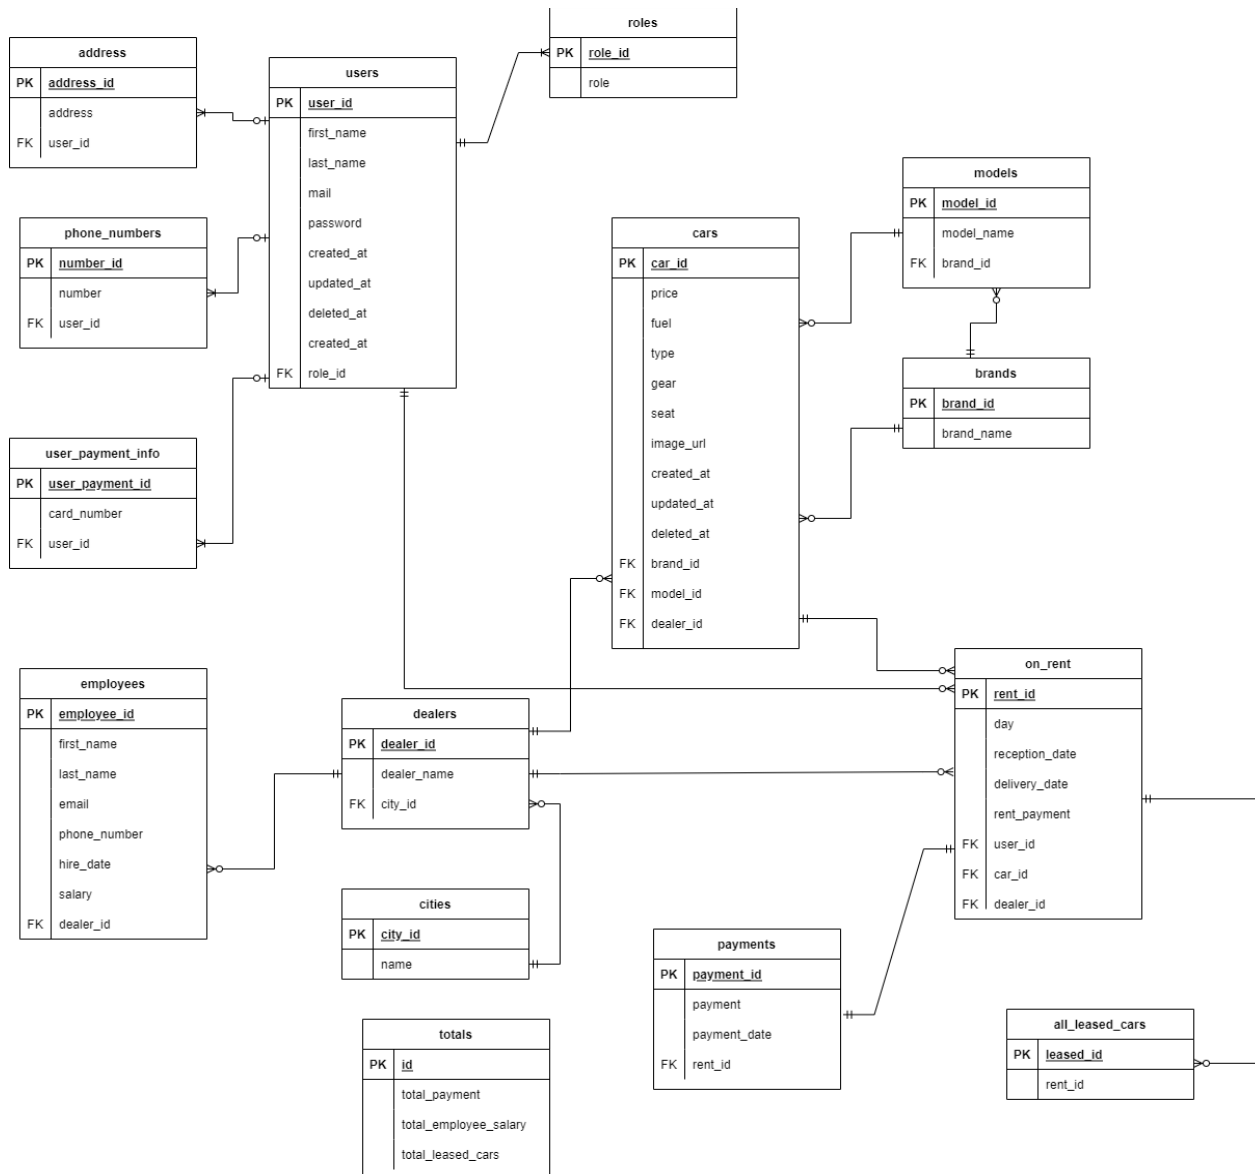 roles
PK role_id
role
address
PK address_id
address
FK user_id
users
PK user_id
first_name
last_name
mail
password
created_at
updated_at
deleted_at
created_at
FK role_id
phone_numbers
PK number_id
number
FK user_id
user_payment_info
PK user_payment_id
card_number
FK user_id
models
PK model_id
model_name
FK brand_id
cars
PK car_id
price
fuel
type
gear
seat
image_url
created_at
updated_at
deleted_at
FK brand_id
FK model_id
FK dealer_id
brands
PK brand_id
brand_name
employees
PK employee_id
first_name
last_name
email
phone_number
hire_date
salary
FK dealer_id
dealers
PK dealer_id
dealer_name
FK city_id
on_rent
PK rent_id
day
reception_date
delivery_date
rent_payment
FK user_id
FK car_id
FK dealer_id
cities
PK city_id
name
payments
PK payment_id
payment
payment_date
FK rent_id
all_leased_cars
PK leased_id
rent_id
totals
PK id
total_payment
total_employee_salary
total_leased_cars